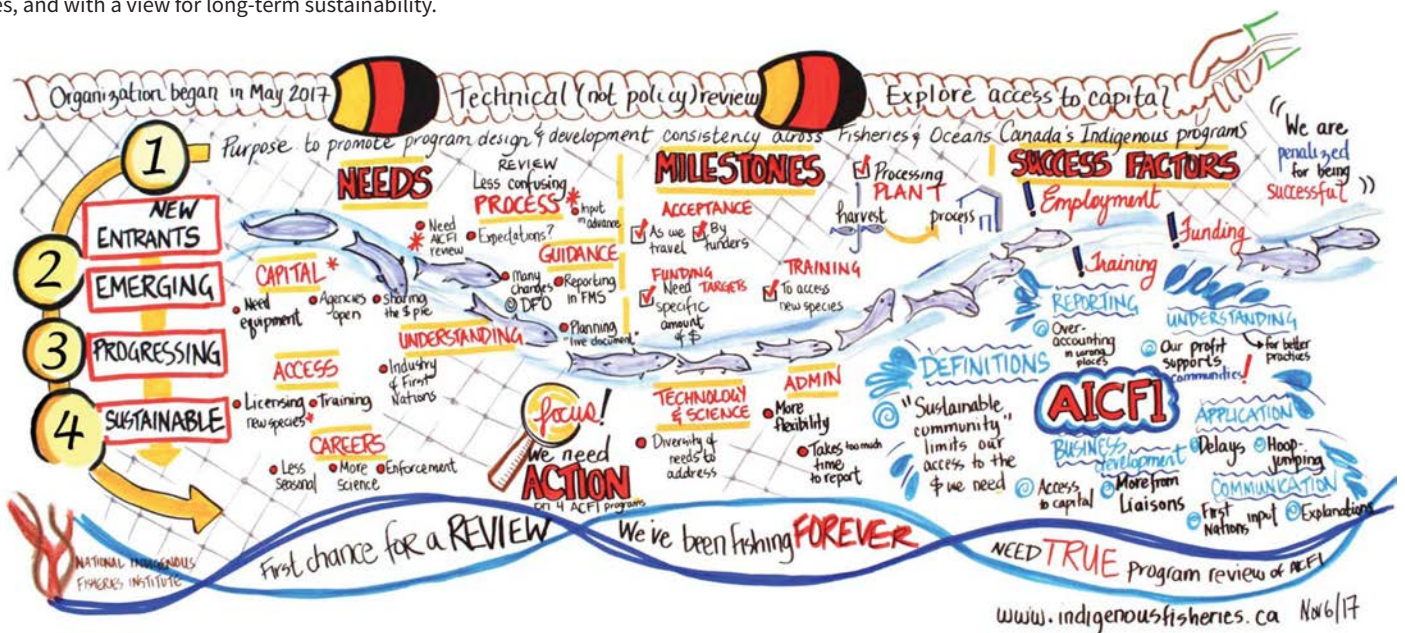 es, and with a view for long-term sustainability.
Organization began in May 2017
Technical (not policy) review
Explore access to capital
Purpose to promote program design & development consistency across Fisheries & Oceans Canada's Indigenous programs
"We are
penalized
for being
successful"
1
NEW
ENTRANTS
2
EMERGING
3
PROGRESSING
4
SUSTAINABLE
NEEDS
REVIEW
Less confusing
PROCESS *
Need
* AICFI
review
Expectations?
Input
in advance
CAPITAL *
Need
equipment
Agencies
open
Sharing
the $ pie
GUIDANCE
Many
changes
@ DFO
Reporting
in FMS
Planning
"live document"
UNDERSTANDING
Industry
& First
Nations
ACCESS
Licensing
new species *
Training
CAREERS
Less
Seasonal
More
Science
Enforcement
MILESTONES
ACCEPTANCE
As we
travel
By
funders
FUNDING
TARGETS
Need
specific
amount
of $
TRAINING
To access
new species
Processing
PLANT
harvest
process
focus!
We need
ACTION
on 4 ACFI programs
TECHNOLOGY
& SCIENCE
Diversity of
needs to
address
ADMIN
More
flexibility
Takes too much
time
to report
SUCCESS FACTORS
! Employment
! Funding
! Training
REPORTING
Over-
accounting
in wrong
places
UNDERSTANDING
for better
practices
Our profit
supports
communities!
DEFINITIONS
"Sustainable
community"
limits our
access to the
$ we need
AICFI
BUSINESS
development
Access
to capital
More from
Liaisons
APPLICATION
Delays
Hoop-
jumping
COMMUNICATION
First
Nations input
Explanations
NATIONAL INDIGENOUS
FISHERIES INSTITUTE
First chance for a REVIEW
We've been fishing FOREVER
NEED TRUE program review of AICFI
www.indigenousfisheries.ca Nov 6/17